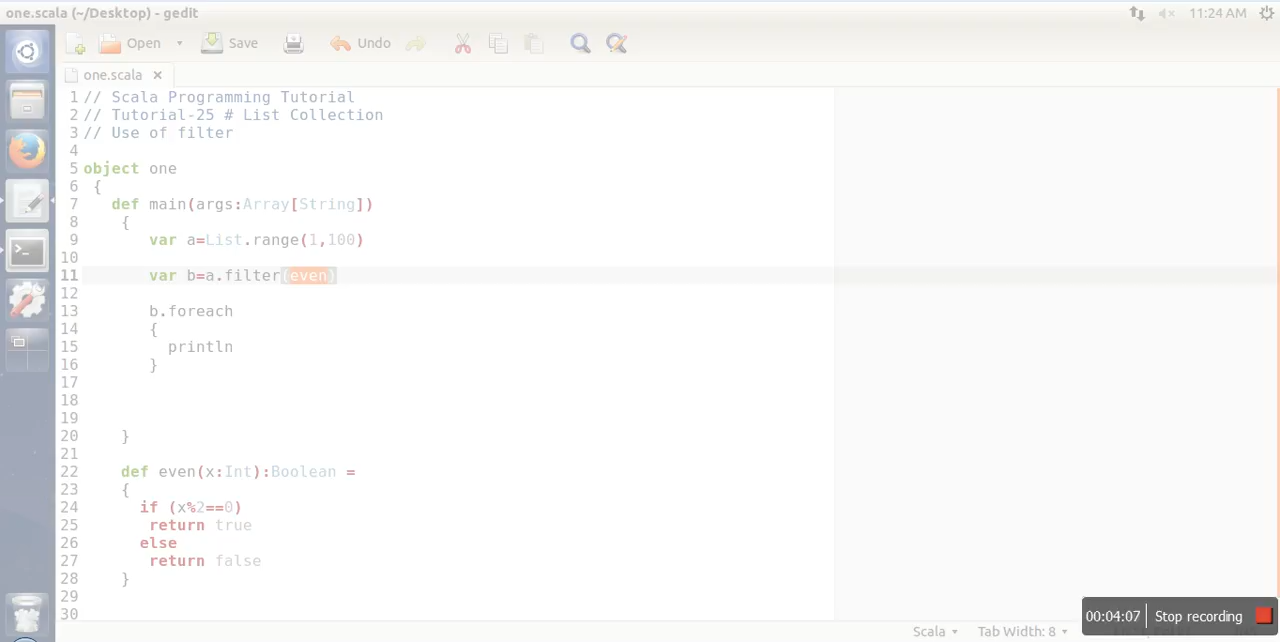 one.scala (~/Desktop) - gedit
11:24 AM
Open Save Undo
one.scala ×
1 // Scala Programming Tutorial
2 // Tutorial-25 # List Collection
3 // Use of filter
4
5 object one
6 {
7 def main(args:Array[String])
8 {
9 var a=List.range(1,100)
10
11 var b=a.filter(even)
12
13 b.foreach
14 {
15 println
16 }
17
18
19
20 }
21
22 def even(x:Int):Boolean =
23 {
24 if (x%2==0)
25 return true
26 else
27 return false
28 }
29
30
00:04:07 Stop recording
Scala Tab Width: 8